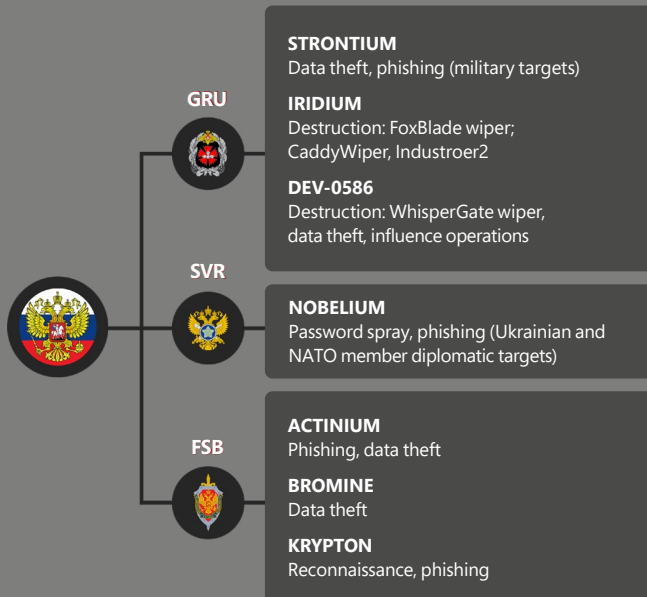 GRU
STRONTIUM
Data theft, phishing (military targets)
IRIDIUM
Destruction: FoxBlade wiper;
CaddyWiper, Industroer2
DEV-0586
Destruction: WhisperGate wiper,
data theft, influence operations
SVR
NOBELIUM
Password spray, phishing (Ukrainian and
NATO member diplomatic targets)
FSB
ACTINIUM
Phishing, data theft
BROMINE
Data theft
KRYPTON
Reconnaissance, phishing